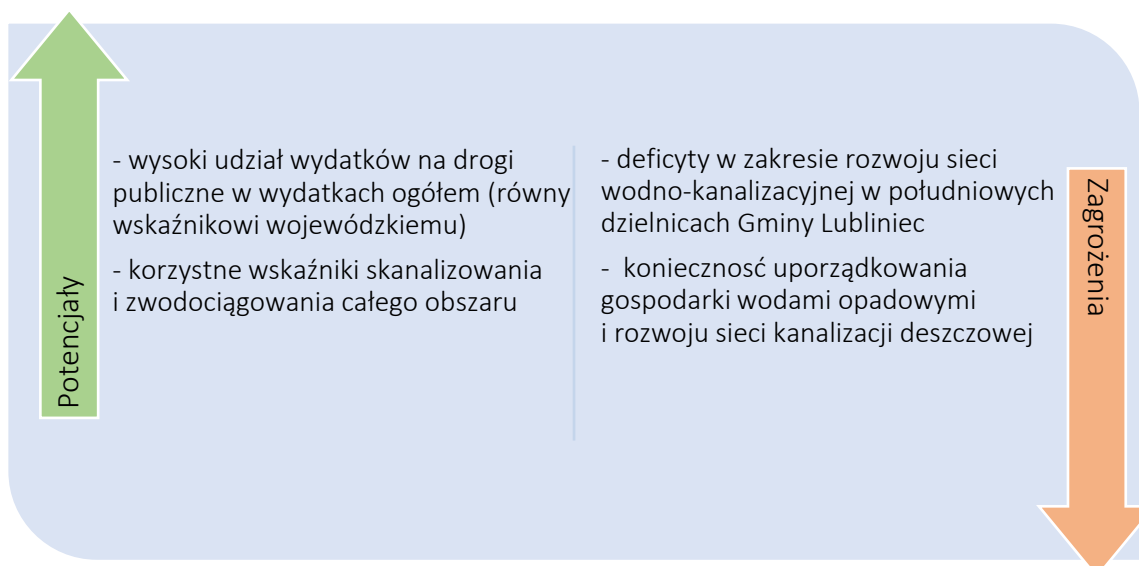 Potencjały
- wysoki udział wydatków na drogi
publiczne w wydatkach ogółem (równy
wskaźnikowi wojewódzkiemu)
- korzystne wskaźniki skanalizowania
i zwodociągowania całego obszaru
- deficyty w zakresie rozwoju sieci
wodno-kanalizacyjnej w południowych
dzielnicach Gminy Lubliniec
- konieczność uporządkowania
gospodarki wodami opadowymi
i rozwoju sieci kanalizacji deszczowej
Zagrożenia